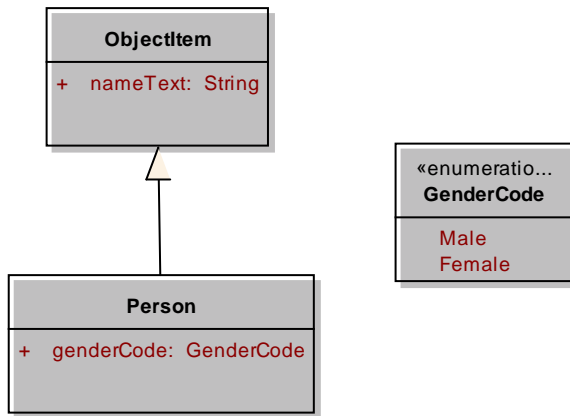 ObjectItem
+ nameText: String
«enumeratio...
GenderCode
Male
Female
Person
+ genderCode: GenderCode